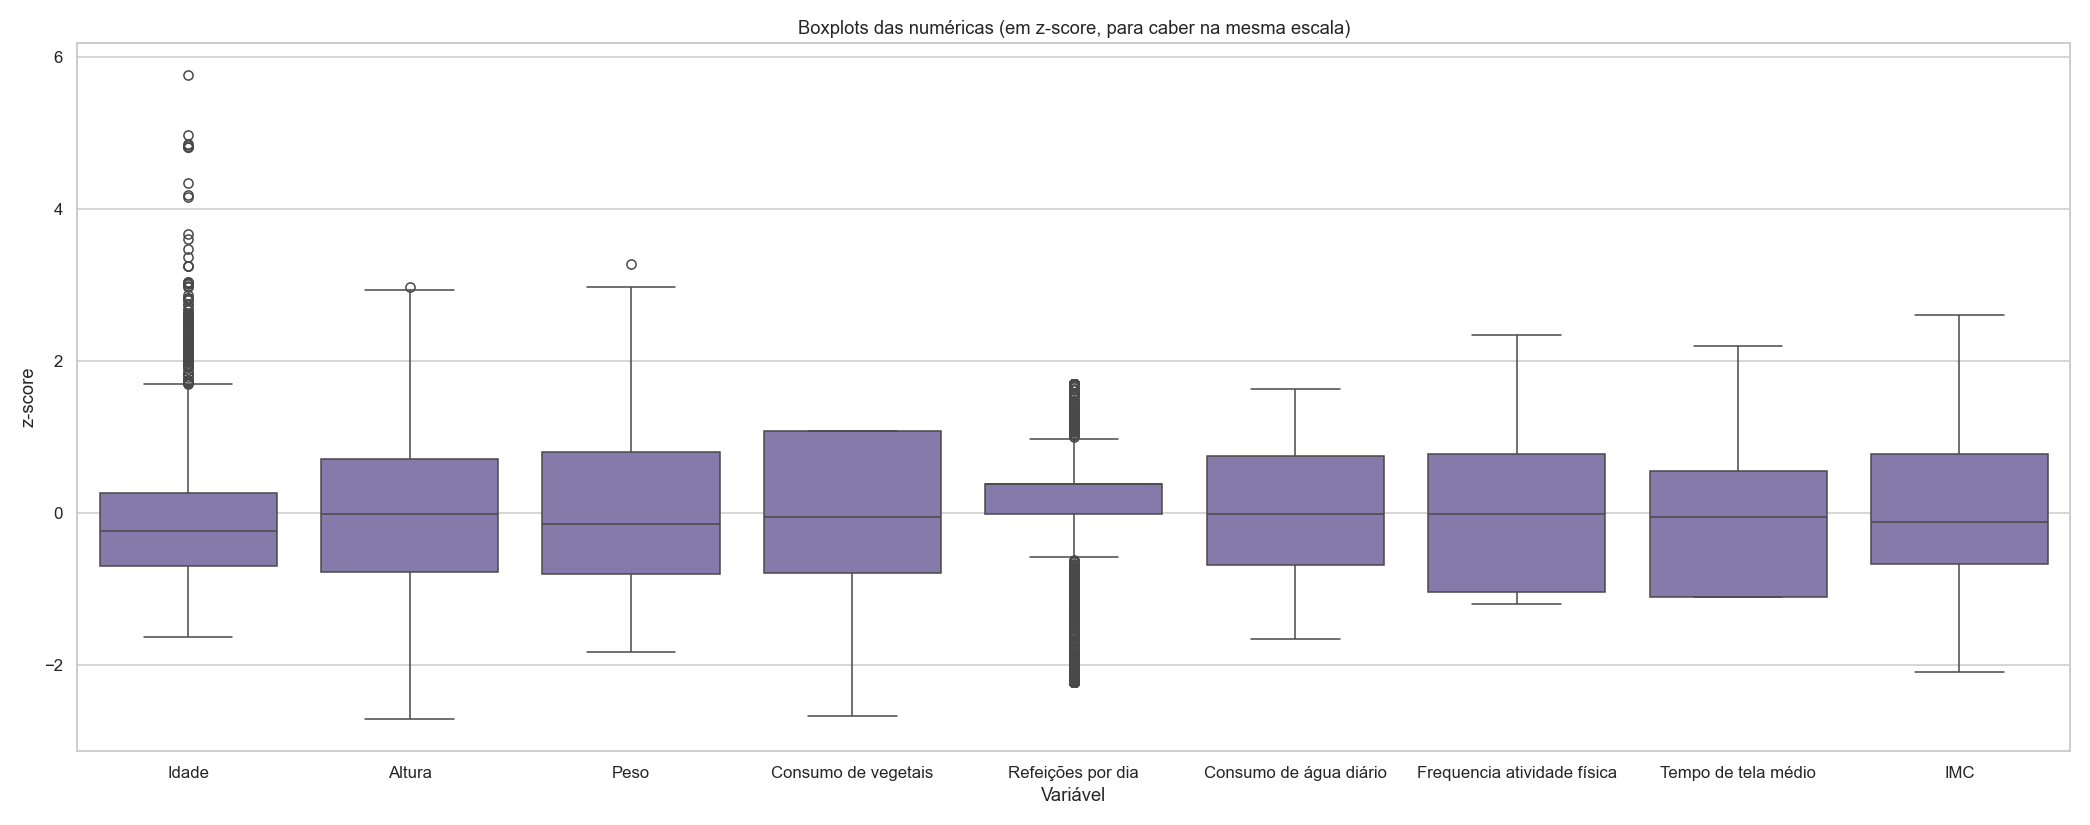 Boxplots das numéricas (em z-score, para caber na mesma escala)
6
4
2
0
−2
z-score
Idade
Altura
Peso
Consumo de vegetais
Refeições por dia
Consumo de água diário
Frequencia atividade física
Tempo de tela médio
IMC
Variável